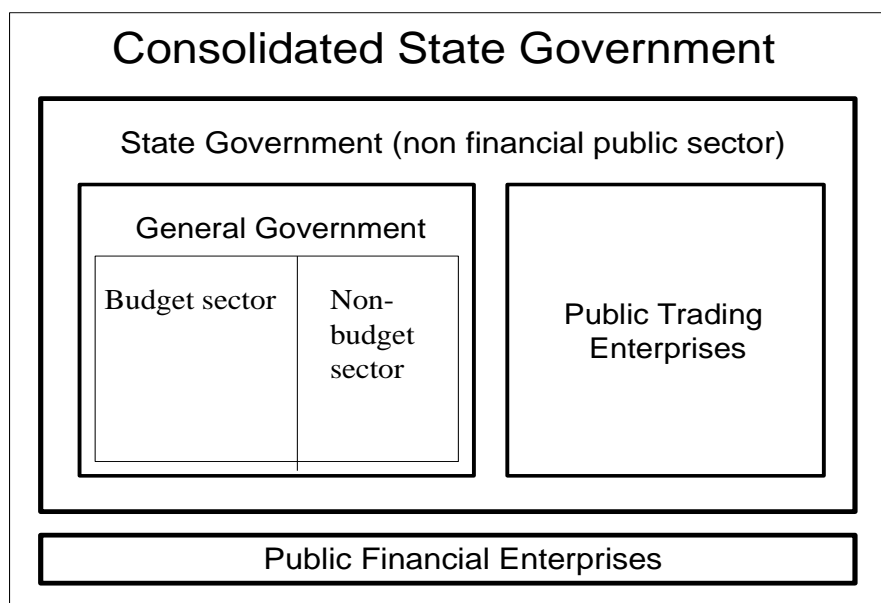 Consolidated State Government
State Government (non financial public sector)
General Government
Budget sector
Non-
budget
sector
Public Trading
Enterprises
Public Financial Enterprises